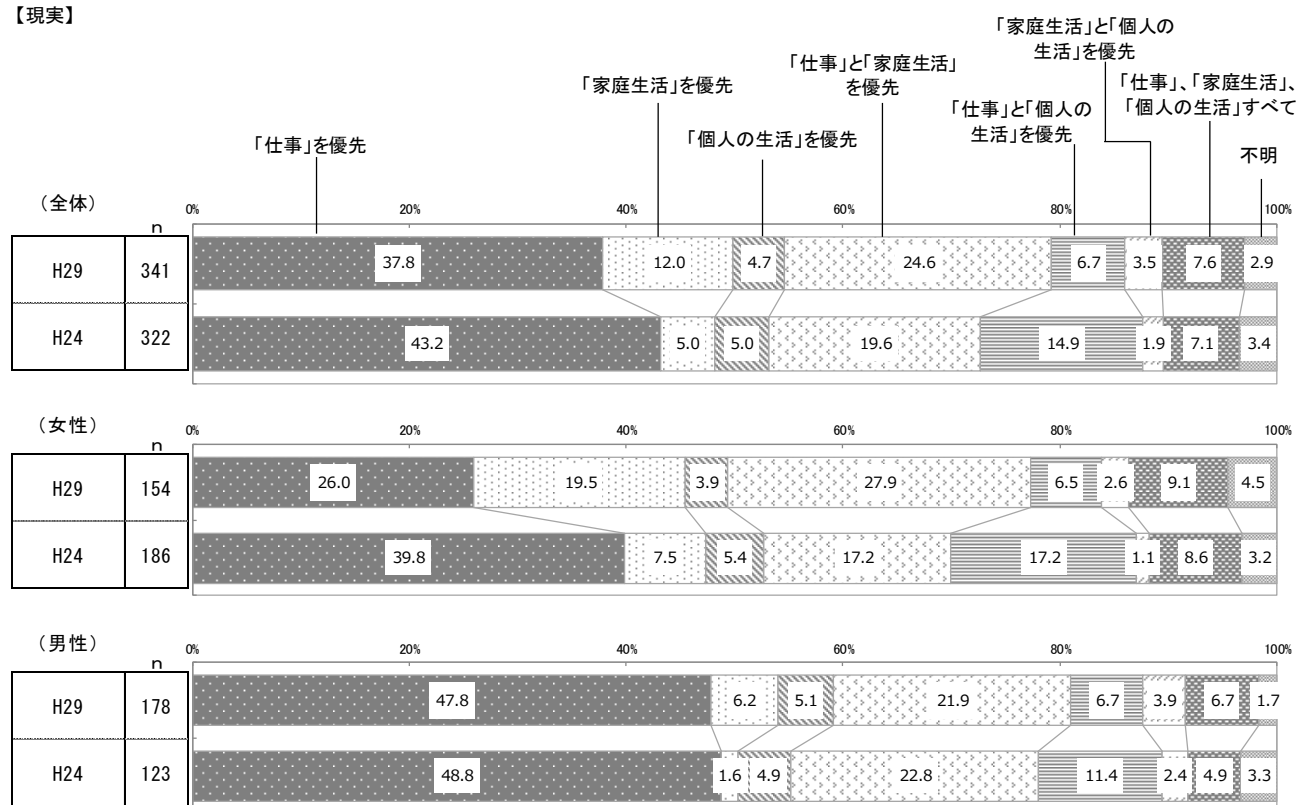 【現実】
「家庭生活」と「個人の
生活」を優先
「仕事」と「家庭生活」
を優先
「仕事」、「家庭生活」、
「個人の生活」すべて
「家庭生活」を優先
「仕事」と「個人の
生活」を優先
「個人の生活」を優先
「仕事」を優先
不明
（全体）
0% 20% 40% 60% 80% 100%
n
H29 341 37.8 12.0 4.7 24.6 6.7 3.5 7.6 2.9
H24 322 43.2 5.0 5.0 19.6 14.9 1.9 7.1 3.4
（女性）
0% 20% 40% 60% 80% 100%
n
H29 154 26.0 19.5 3.9 27.9 6.5 2.6 9.1 4.5
H24 186 39.8 7.5 5.4 17.2 17.2 1.1 8.6 3.2
（男性）
0% 20% 40% 60% 80% 100%
n
H29 178 47.8 6.2 5.1 21.9 6.7 3.9 6.7 1.7
H24 123 48.8 1.6 4.9 22.8 11.4 2.4 4.9 3.3